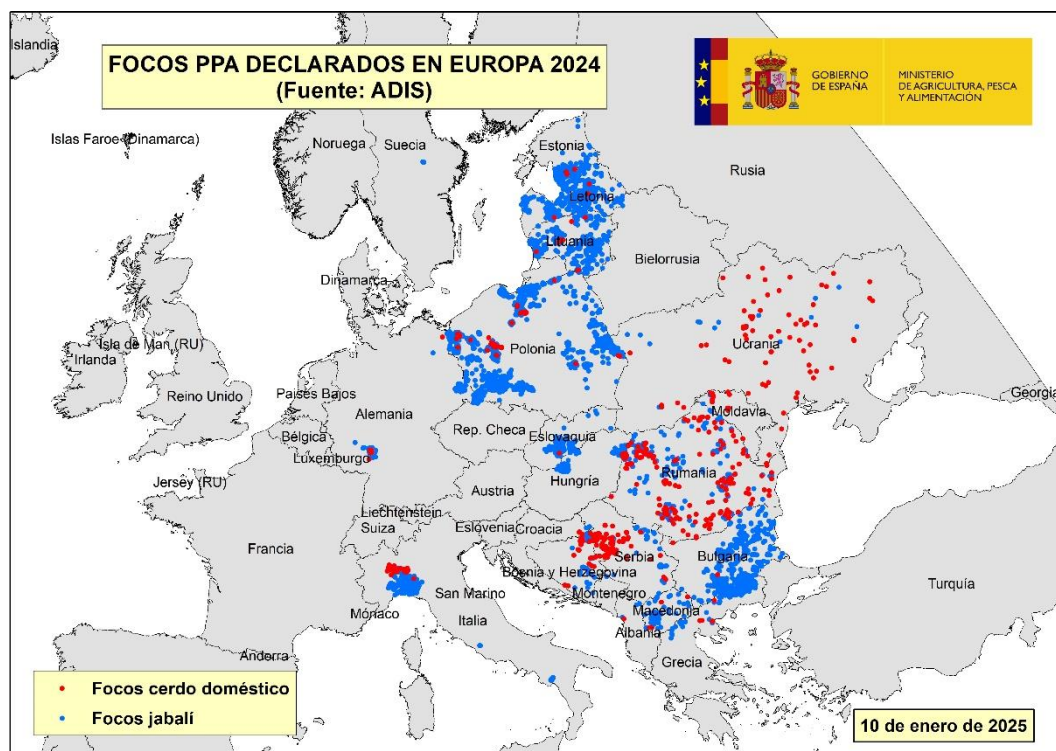 Islandia
FOCOS PPA DECLARADOS EN EUROPA 2024
(Fuente: ADIS)
GOBIERNO
DE ESPAÑA
MINISTERIO
DE AGRICULTURA, PESCA
Y ALIMENTACIÓN
Islas Faroe (Dinamarca)
Noruega
Suecia
Estonia
Rusia
Letonia
Lituania
Bielorrusia
Dinamarca
Isla de Man (RU)
Irlanda
Polonia
Ucrania
Reino Unido
Países Bajos
Alemania
Georgia
Moldavia
Bélgica
Rep. Checa
Eslovaquia
Luxemburgo
Rumania
Jersey (RU)
Austria
Hungría
Liechtenstein
Suiza
Eslovenia
Croacia
Francia
Serbia
Bulgaria
Bosnia y Herzegovina
Turquía
San Marino
Montenegro
Mónaco
Macedonia
Italia
Albania
Andorra
Grecia
Focos cerdo doméstico
Focos jabalí
10 de enero de 2025